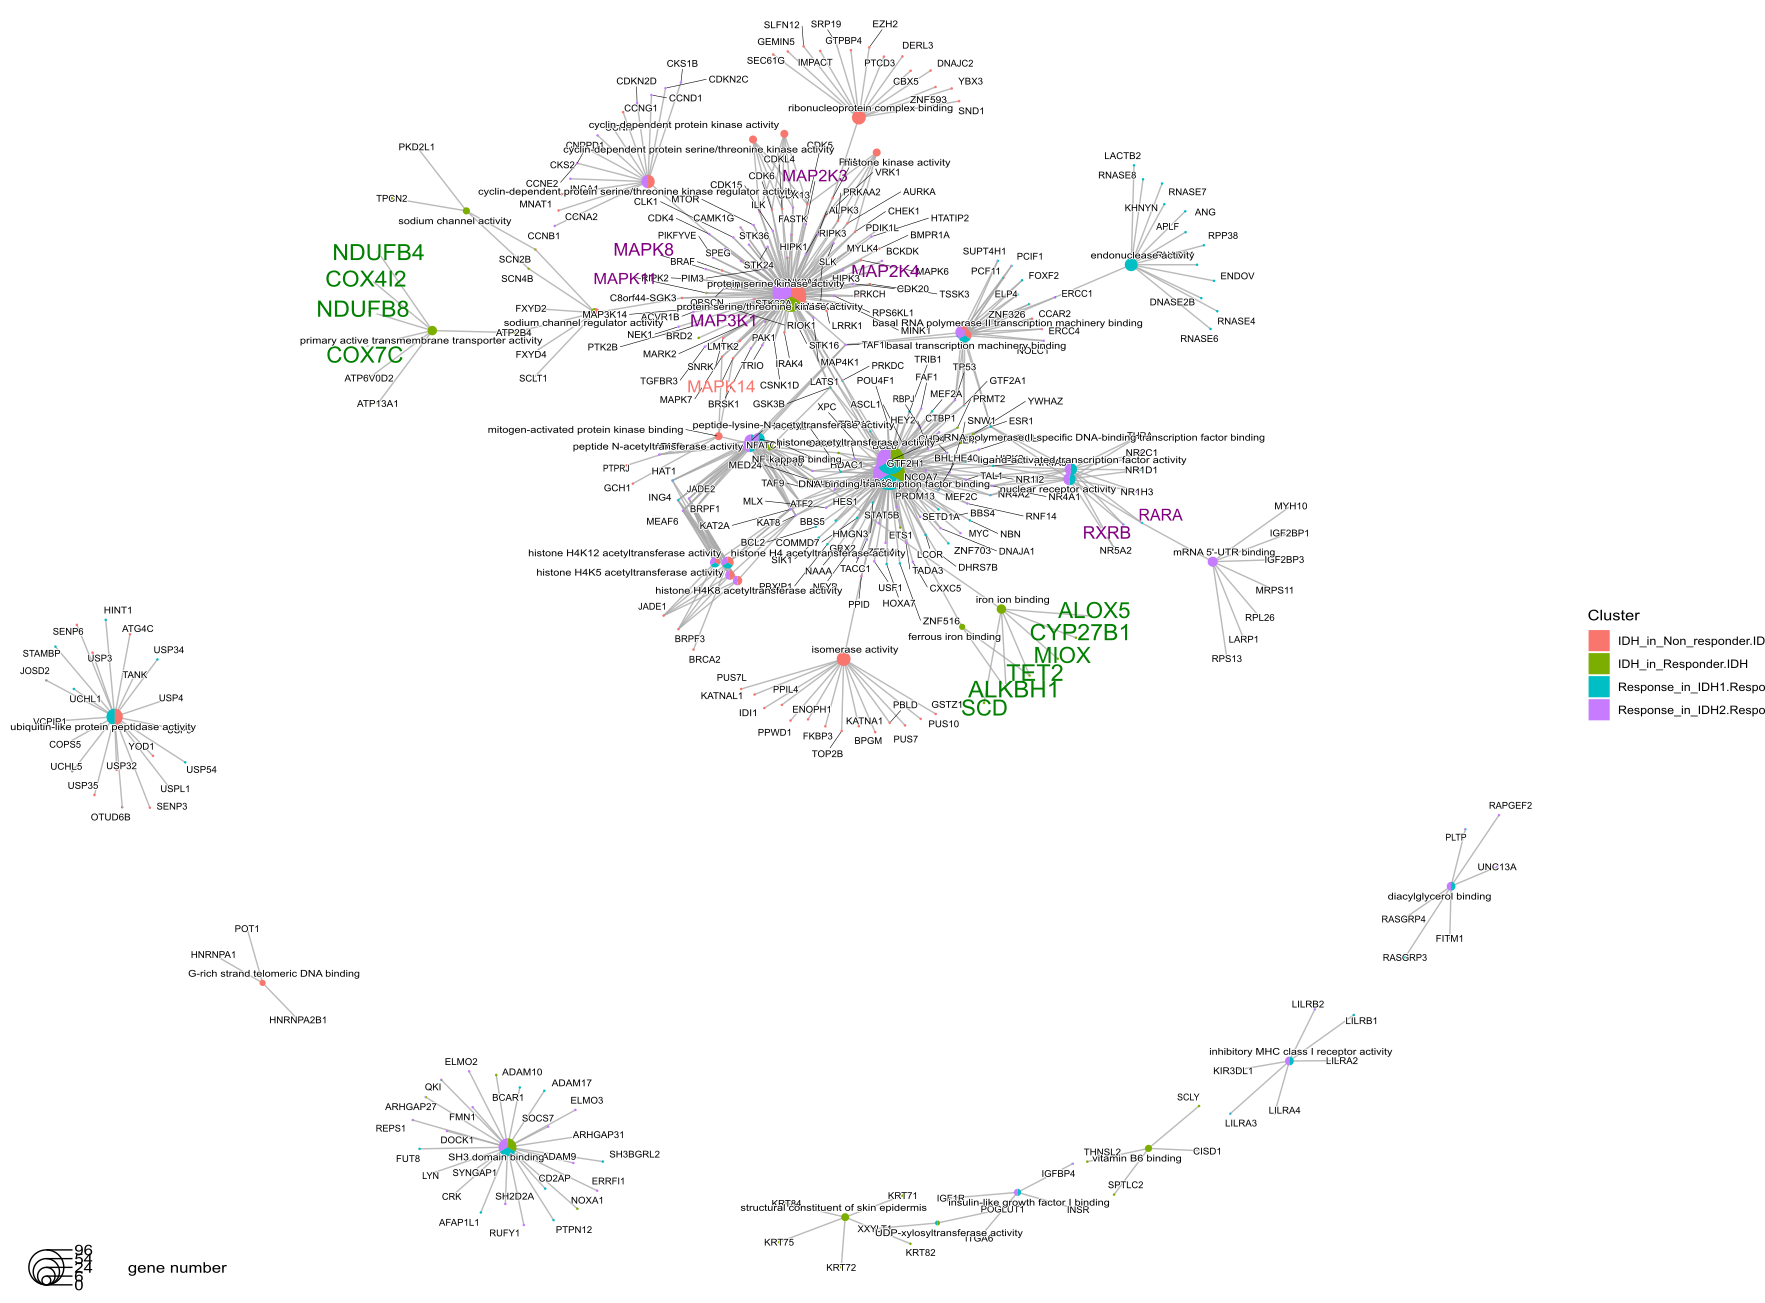 SLFN12
SRP19
EZH2
GEMIN5
GTPBP4
DERL3
SEC61G
IMPACT
PTCD3
DNAJC2
CKS1B
CDKN2D
CDKN2C
CBX5
YBX3
CCND1
ZNF593
SND1
CCNG1
ribonucleoprotein complex binding
cyclin-dependent protein kinase activity
PKD2L1
CNPPD1
cyclin-dependent protein serine/threonine kinase activity
CDK5
CDKL4
histone kinase activity
CKS2
CDK6
MAP2K3
VRK1
LACTB2
RNASE8
CCNE2
INCA1
CDK15
CDK13
PRKAA2
AURKA
RNASE7
cyclin-dependent protein serine/threonine kinase regulator activity
TPCN2
MNAT1
CLK1
MTOR
ILK
ALPK3
CHEK1
KHNYN
ANG
sodium channel activity
CCNA2
CDK4
CAMK1G
FASTK
HTATIP2
APLF
CCNB1
PIKFYVE
STK36
RIPK3
PDIK1L
BMPR1A
RPP38
NDUFB4
MAPK8
SPEG
HIPK1
MYLK4
BCKDK
SUPT4H1
PCIF1
endonuclease activity
SCN2B
BRAF
STK24
SLK
MAP2K4
MAPK6
PCF11
FOXF2
ENDOV
COX4I2
SCN4B
MAPK11
RIPK2
PIM3
HIPK3
CDK20
protein serine kinase activity
TSSK3
ELP4
ERCC1
DNASE2B
C8orf44-SGK3
PRKCH
NDUFB8
FXYD2
MAP3K14
OBSCN
protein serine/threonine kinase activity
RPS6KL1
ZNF326
CCAR2
RNASE4
sodium channel regulator activity
ACVR1B
MAP3K1
RIOK1
LRRK1
MINK1
basal RNA polymerase II transcription machinery binding
ERCC4
ATP2B4
NEK1
BRD2
RNASE6
primary active transmembrane transporter activity
PTK2B
LMTK2
PAK1
STK16
basal transcription machinery binding
NOLC1
COX7C
FXYD4
MARK2
SNRK
TRIO
IRAK4
MAP4K1
PRKDC
TRIB1
TP53
ATP6V0D2
SCLT1
TGFBR3
MAPK14
CSNK1D
LATS1
POU4F1
FAF1
GTF2A1
ATP13A1
MAPK7
BRSK1
GSK3B
XPC
ASCL1
RBPJ
MEF2A
PRMT2
YWHAZ
mitogen-activated protein kinase binding
peptide-lysine-N-acetyltransferase activity
HEY2
CTBP1
SNW1
ESR1
peptide N-acetyltransferase activity
NFATC1
histone acetyltransferase activity
RNA polymerase II-specific DNA-binding transcription factor binding
NF-kappaB binding
BHLHE40
ligand-activated transcription factor activity
NR2C1
PTPRJ
HAT1
MED24
HDAC1
GTF2H1
NCOA7
TAL1
NR1I2
NR1D1
GCH1
JADE2
TAF9
DNA-binding transcription factor binding
nuclear receptor activity
ING4
BRPF1
MLX
ATF2
HES1
PRDM13
MEF2C
NR4A2
NR4A1
NR1H3
MEAF6
KAT2A
KAT8
BBS5
STAT5B
SETD1A
BBS4
RNF14
RARA
MYH10
BCL2
COMMD7
HMGN3
ETS1
MYC
NBN
RXRB
IGF2BP1
histone H4K12 acetyltransferase activity
histone H4 acetyltransferase activity
GRX2
LCOR
ZNF703
DNAJA1
NR5A2
mRNA 5'-UTR binding
IGF2BP3
histone H4K5 acetyltransferase activity
SIK1
NAAA
TACC1
TADA3
DHRS7B
histone H4K8 acetyltransferase activity
USF1
CXXC5
MRPS11
JADE1
PPID
HOXA7
iron ion binding
ALOX5
RPL26
ZNF516
HINT1
SENP6
ATG4C
BRPF3
ferrous iron binding
CYP27B1
LARP1
STAMBP
USP3
USP34
BRCA2
isomerase activity
MIOX
RPS13
JOSD2
TANK
PUS7L
TET2
UCHL1
USP4
KATNAL1
PPIL4
ALKBH1
VCPIP1
IDI1
ENOPH1
KATNA1
PBLD
GSTZ1
SCD
ubiquitin-like protein peptidase activity
PPWD1
FKBP3
BPGM
PUS7
PUS10
COPS5
YOD1
TOP2B
UCHL5
USP32
USP54
USP35
USPL1
OTUD6B
SENP3
Cluster
IDH_in_Non_responder.ID
IDH_in_Responder.IDH
Response_in_IDH1.Respo
Response_in_IDH2.Respo
RAPGEF2
PLTP
UNC13A
diacylglycerol binding
RASGRP4
FITM1
RASGRP3
POT1
HNRNPA1
G-rich strand telomeric DNA binding
HNRNPA2B1
LILRB2
LILRB1
inhibitory MHC class I receptor activity
LILRA2
KIR3DL1
LILRA4
LILRA3
ELMO2
ADAM10
QKI
BCAR1
ADAM17
ARHGAP27
FMN1
SOCS7
ELMO3
REPS1
DOCK1
ARHGAP31
FUT8
SH3 domain binding
ADAM9
SH3BGRL2
LYN
SYNGAP1
CD2AP
ERRFI1
CRK
SH2D2A
NOXA1
AFAP1L1
RUFY1
PTPN12
SCLY
THNSL2
vitamin B6 binding
CISD1
IGFBP4
SPTLC2
KRT84
KRT71
IGF1R
insulin-like growth factor I binding
structural constituent of skin epidermis
POGLUT1
INSR
XXYLT1
UDP-xylosyltransferase activity
ITGA6
KRT75
KRT82
KRT72
96
54
24
6
0
gene number